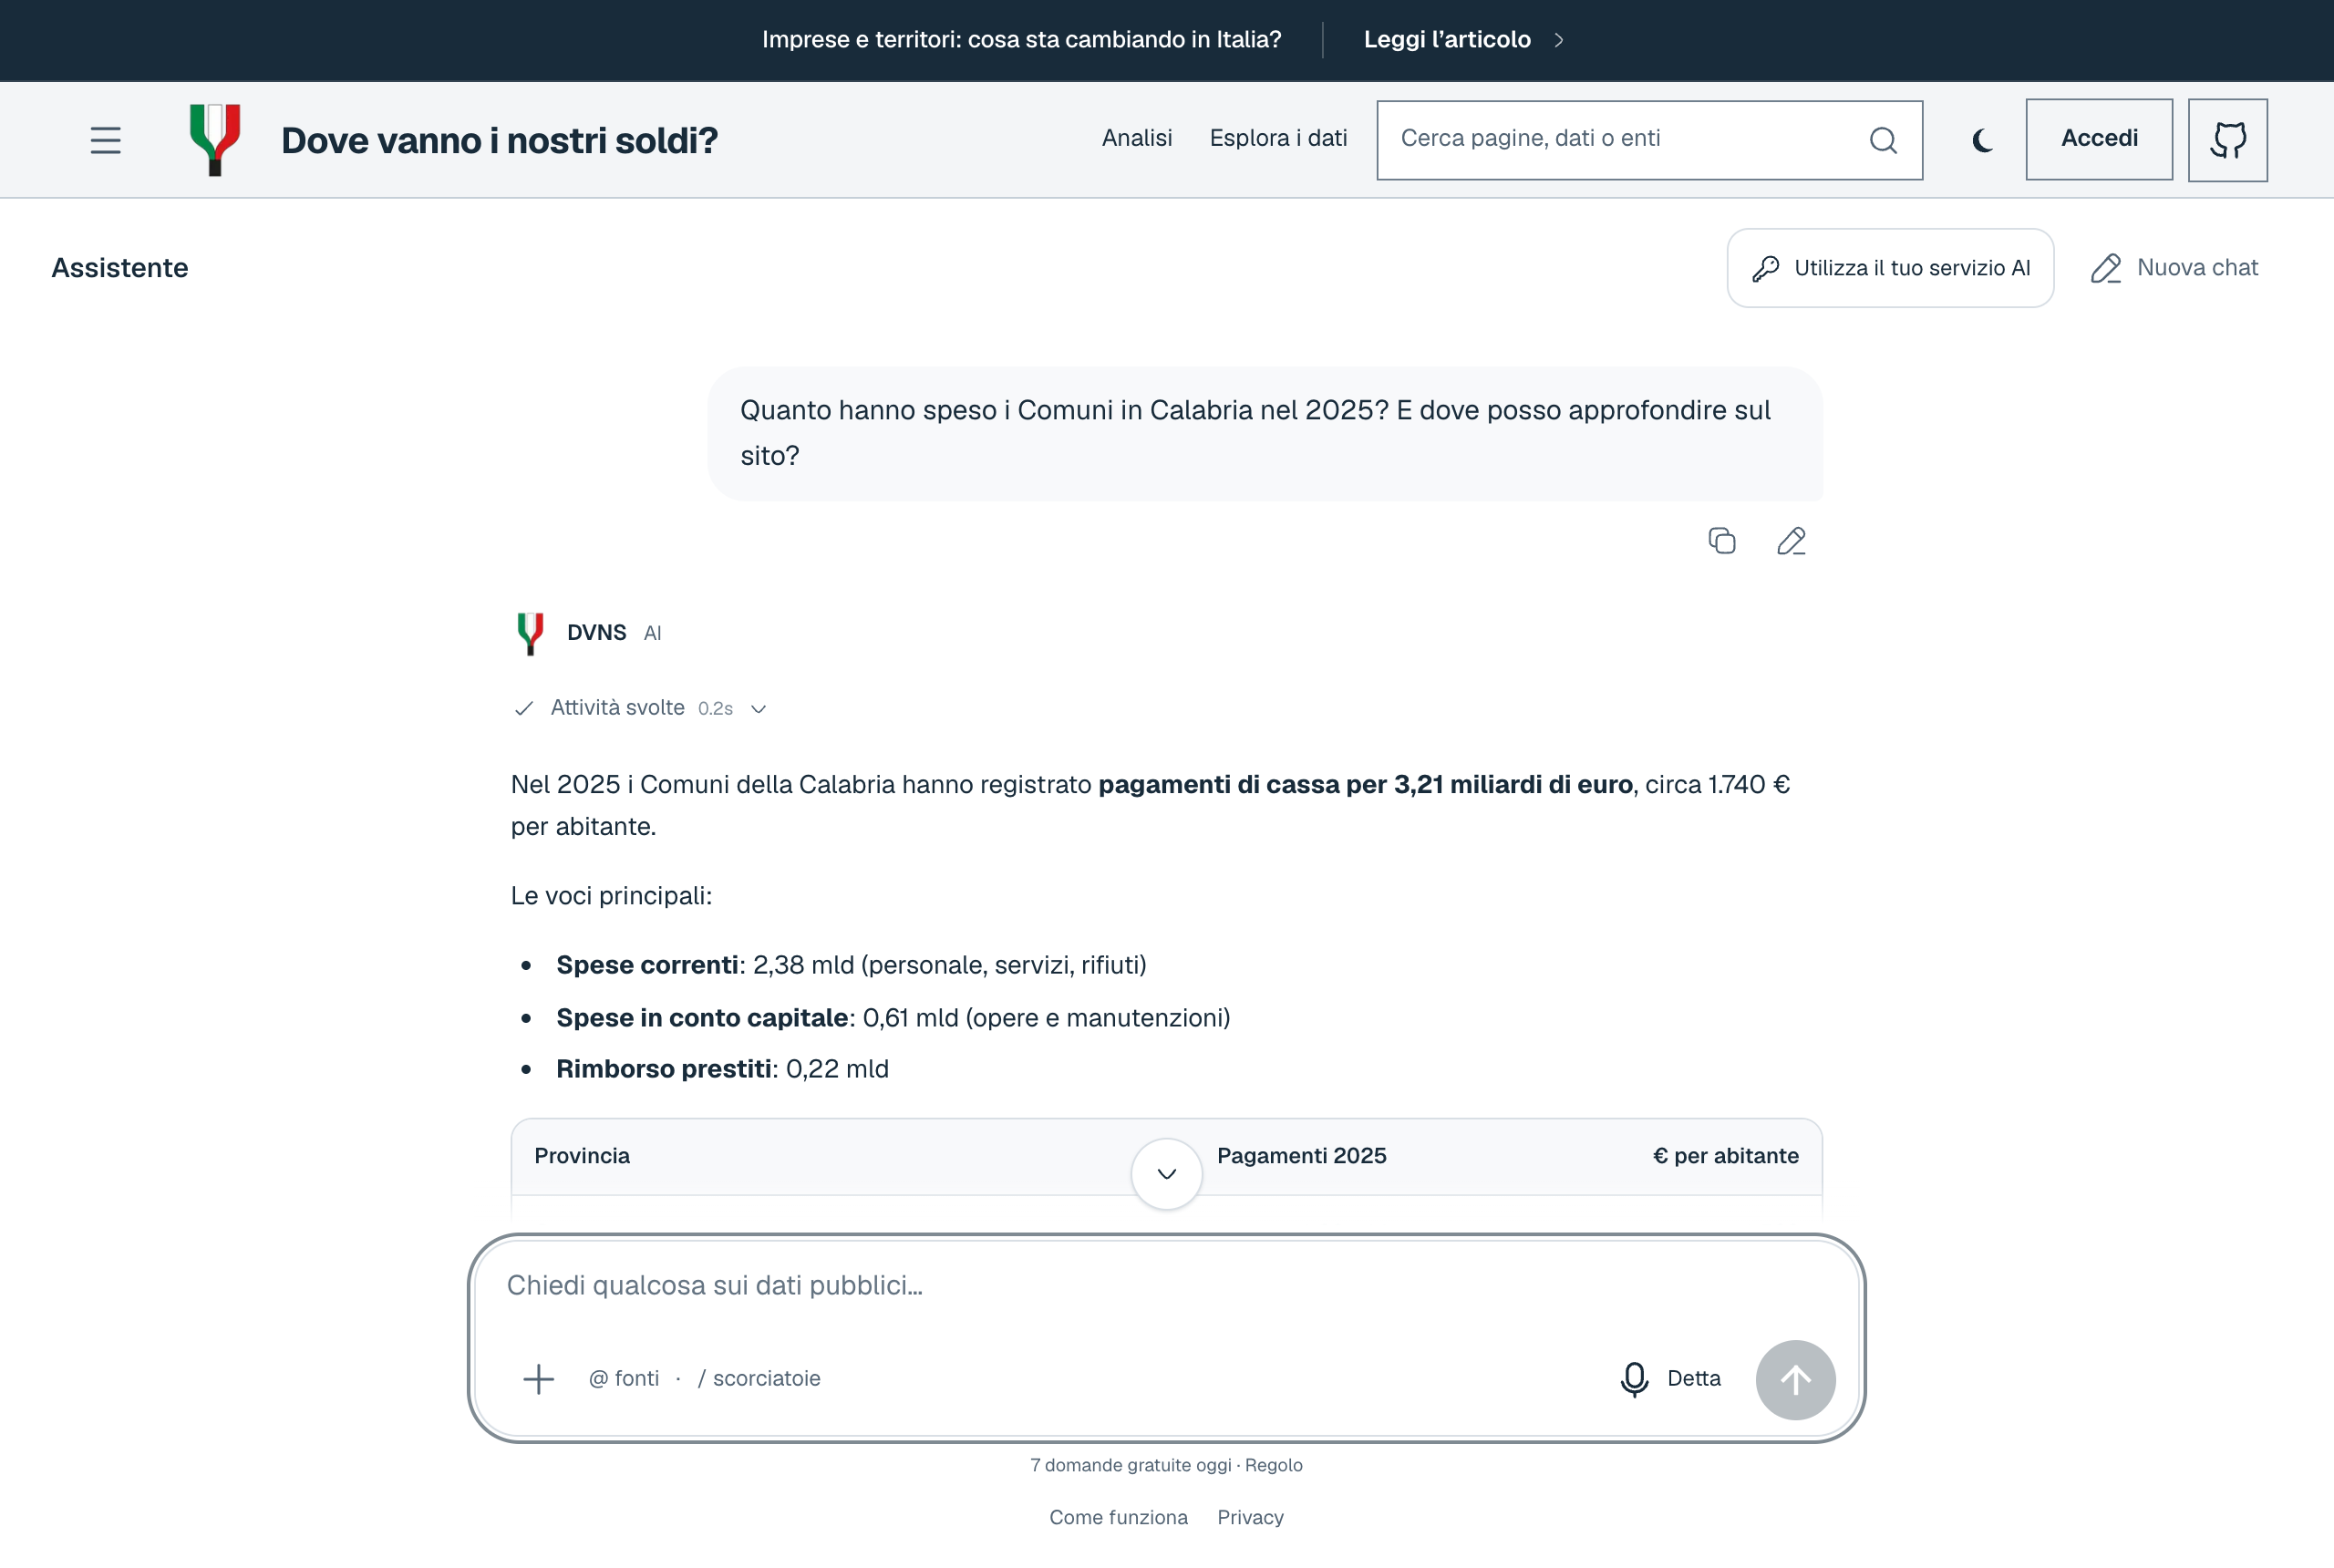 Imprese e territori: cosa sta cambiando in Italia?
Leggi l’articolo
Dove vanno i nostri soldi?
Analisi
Esplora i dati
Cerca pagine, dati o enti
Accedi
Assistente
Utilizza il tuo servizio AI
Nuova chat
Quanto hanno speso i Comuni in Calabria nel 2025? E dove posso approfondire sul
sito?
DVNS AI
Attività svolte 0.2s
Nel 2025 i Comuni della Calabria hanno registrato pagamenti di cassa per 3,21 miliardi di euro, circa 1.740 €
per abitante.
Le voci principali:
• Spese correnti: 2,38 mld (personale, servizi, rifiuti)
• Spese in conto capitale: 0,61 mld (opere e manutenzioni)
• Rimborso prestiti: 0,22 mld
Provincia Pagamenti 2025 € per abitante
Chiedi qualcosa sui dati pubblici...
@ fonti · / scorciatoie
Detta
7 domande gratuite oggi · Regolo
Come funziona Privacy